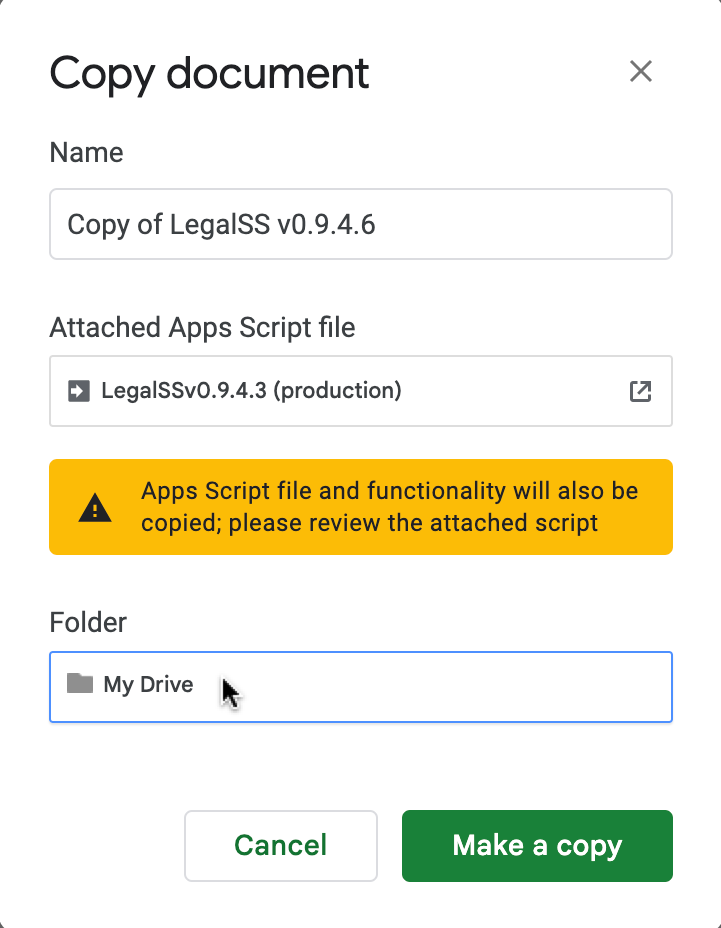 Copy document
Name
Copy of LegalSS v0.9.4.6
Attached Apps Script file
LegalSSv0.9.4.3 (production)
Apps Script file and functionality will also be
copied; please review the attached script
Folder
My Drive
Cancel
Make a copy